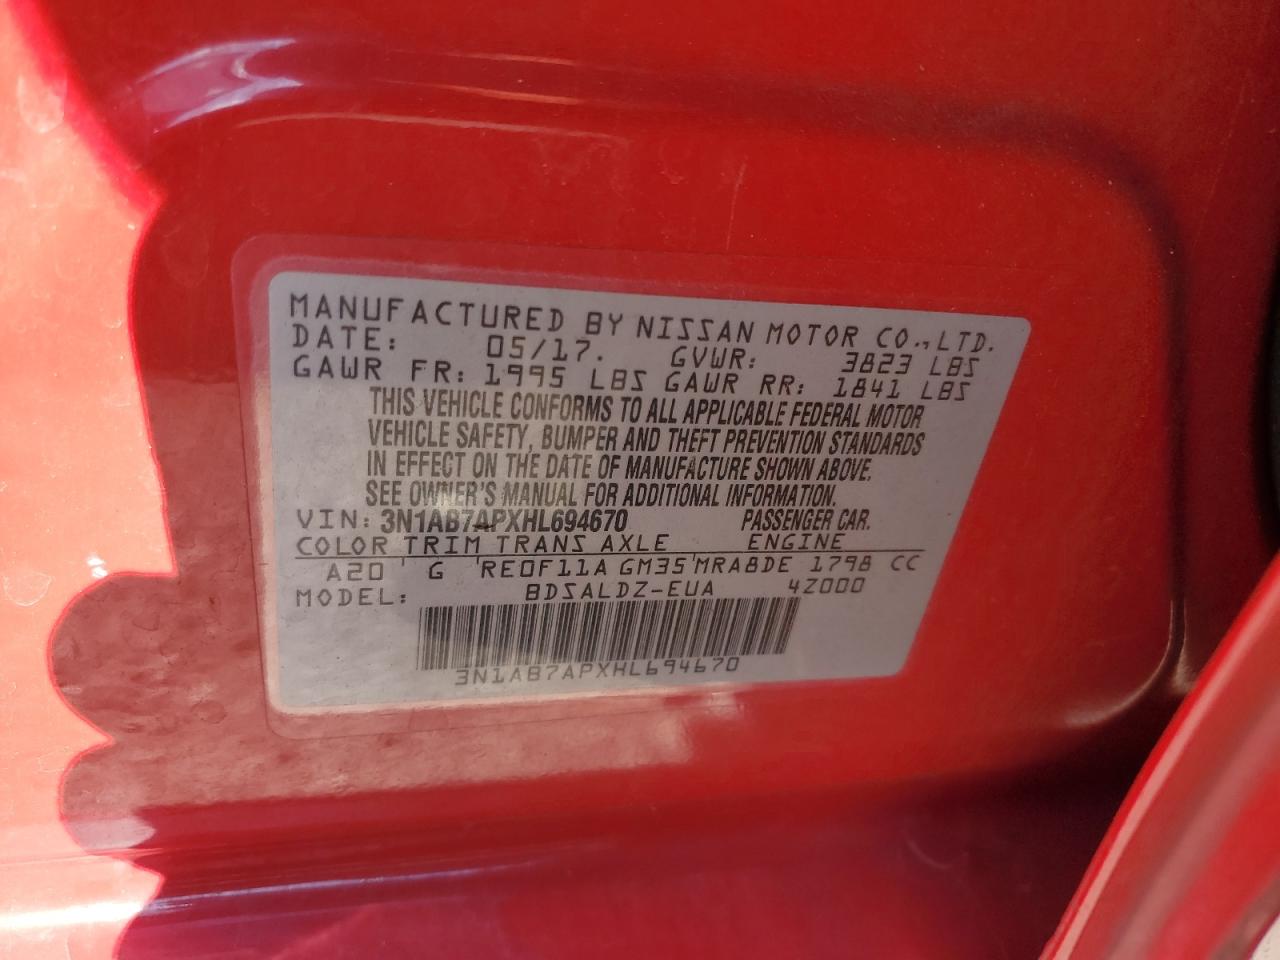 MANUFACTURED BY NISSAN MOTOR CO.,LTD.
DATE: 05/17. GVWR: 3823 LBS
GAWR FR: 1995 LBS GAWR RR: 1841 LBS
THIS VEHICLE CONFORMS TO ALL APPLICABLE FEDERAL MOTOR
VEHICLE SAFETY, BUMPER AND THEFT PREVENTION STANDARDS
IN EFFECT ON THE DATE OF MANUFACTURE SHOWN ABOVE.
SEE OWNER'S MANUAL FOR ADDITIONAL INFORMATION.
VIN: 3N1AB7APXHL694670 PASSENGER CAR.
COLOR TRIM TRANS AXLE ENGINE
A20 ' G ' RE0F11A GM35 ' MRA8DE 1798 CC
MODEL: BDSALDZ-EUA 4Z000
3N1AB7APXHL694670